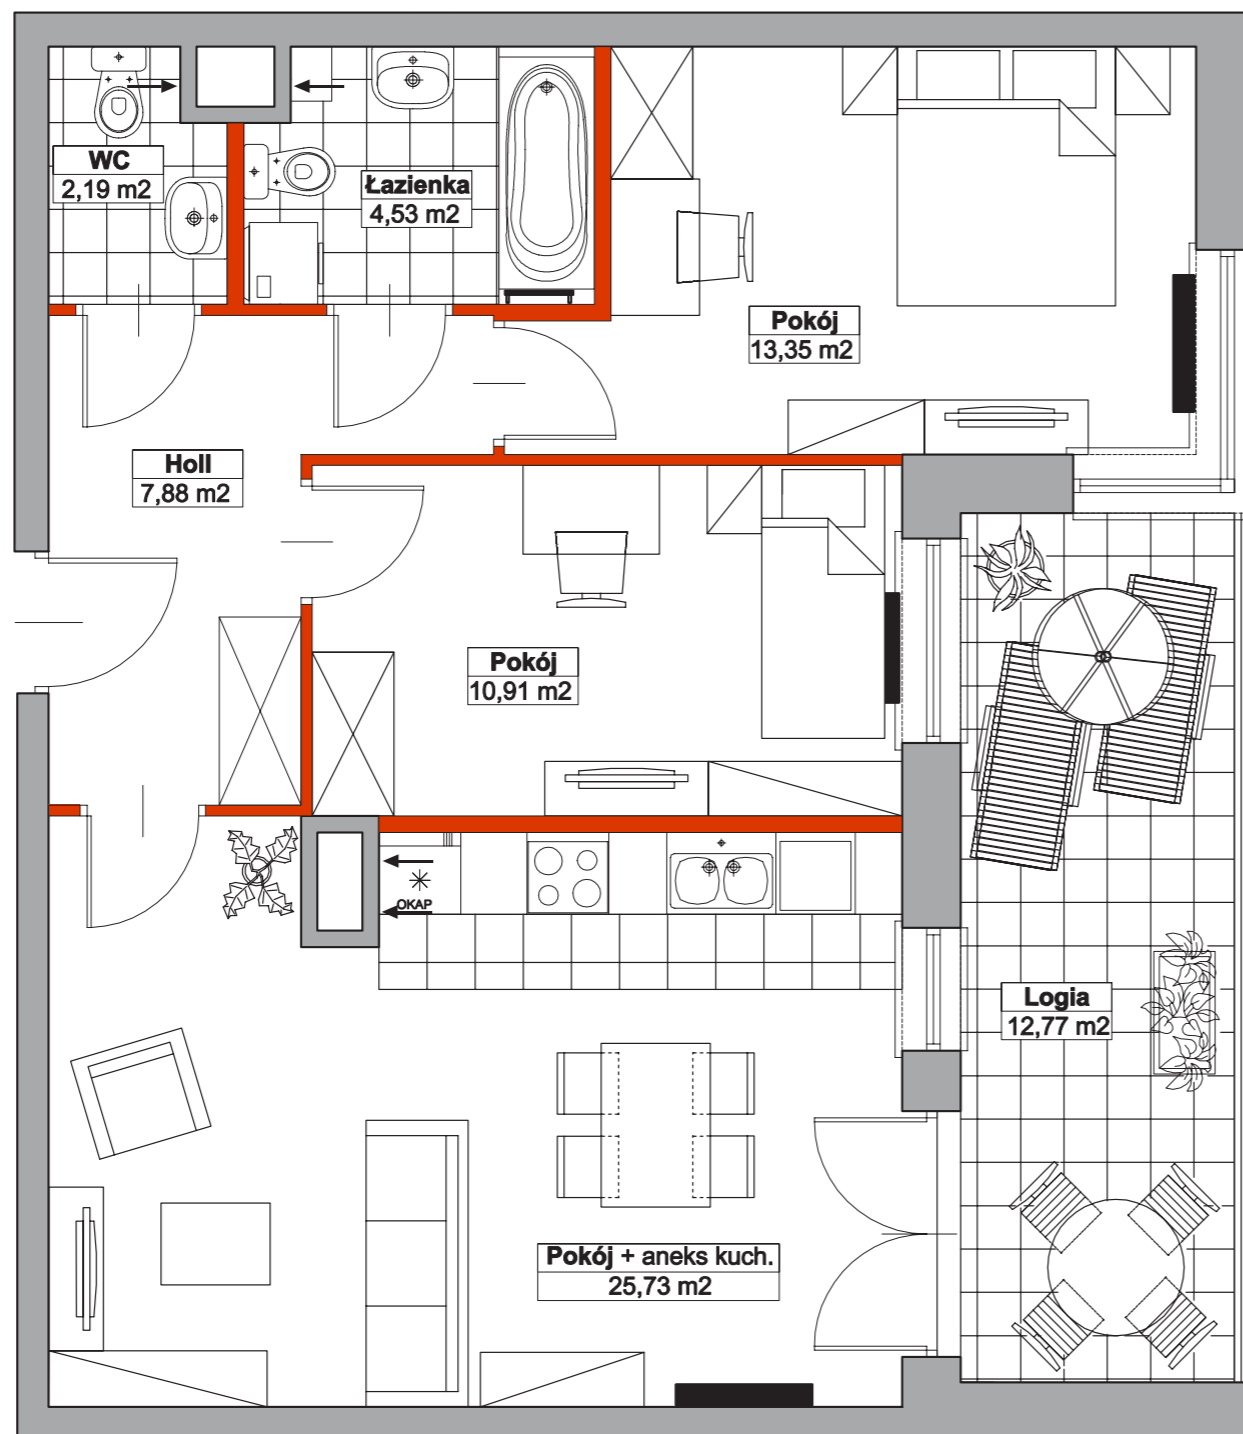 WC
2,19 m2
Łazienka
4,53 m2
Pokój
13,35 m2
Holl
7,88 m2
Pokój
10,91 m2
OKAP
Logia
12,77 m2
Pokój + aneks kuch.
25,73 m2